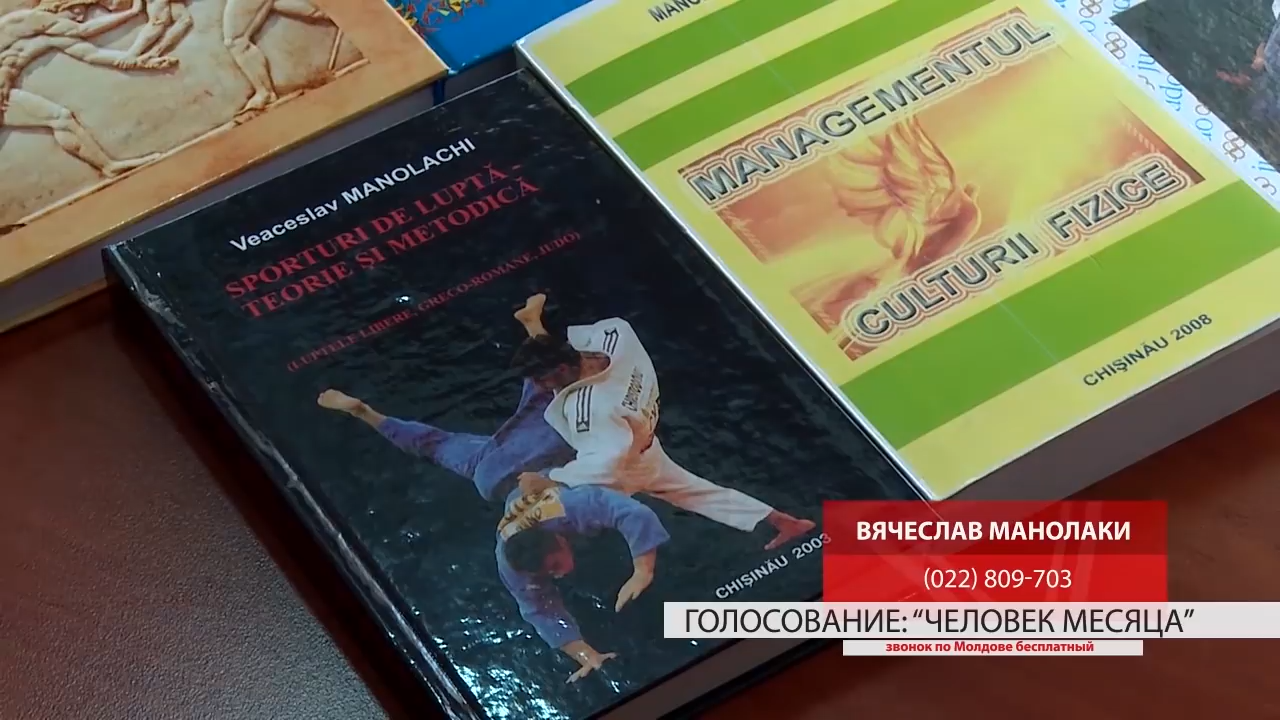 Veaceslav MANOLACHI
SPORTURI DE LUPTĂ -
TEORIE ȘI METODICĂ
(LUPTELE LIBERE, GRECO-ROMANE, JUDO)
CHIȘINĂU 2003
MANAGEMENTUL
CULTURII FIZICE
CHIŞINĂU 2008
ВЯЧЕСЛАВ МАНОЛАКИ
(022) 809-703
ГОЛОСОВАНИЕ: “ЧЕЛОВЕК МЕСЯЦА”
звонок по Молдове бесплатный